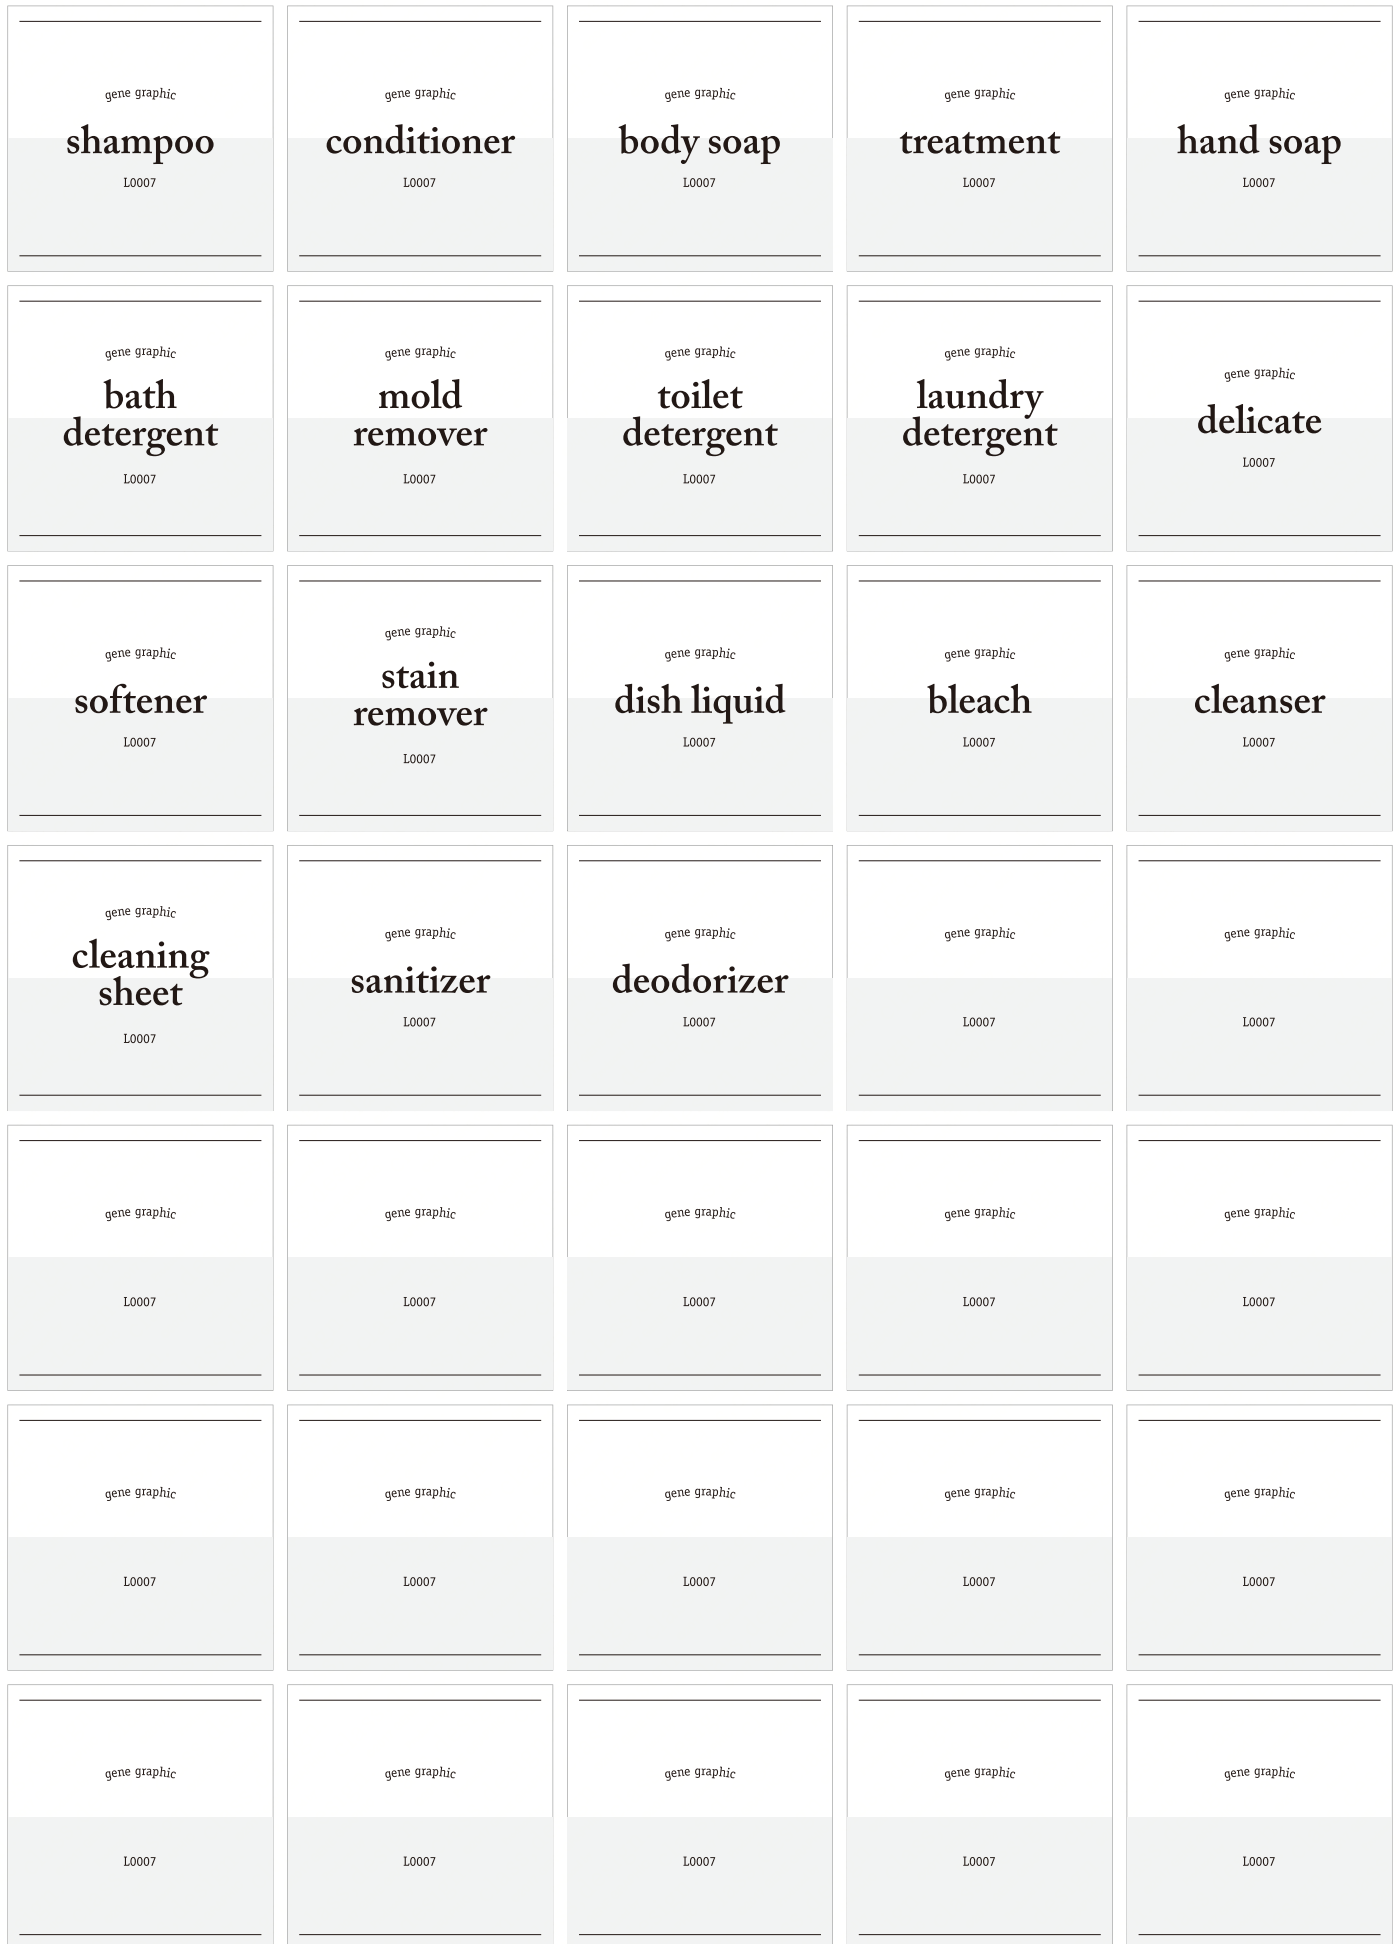 gene graphic
shampoo
L0007
gene graphic
conditioner
L0007
gene graphic
body soap
L0007
gene graphic
treatment
L0007
gene graphic
hand soap
L0007
gene graphic
bath
detergent
L0007
gene graphic
mold
remover
L0007
gene graphic
toilet
detergent
L0007
gene graphic
laundry
detergent
L0007
gene graphic
delicate
L0007
gene graphic
softener
L0007
gene graphic
stain
remover
L0007
gene graphic
dish liquid
L0007
gene graphic
bleach
L0007
gene graphic
cleanser
L0007
gene graphic
cleaning
sheet
L0007
gene graphic
sanitizer
L0007
gene graphic
deodorizer
L0007
gene graphic
L0007
gene graphic
L0007
gene graphic
L0007
gene graphic
L0007
gene graphic
L0007
gene graphic
L0007
gene graphic
L0007
gene graphic
L0007
gene graphic
L0007
gene graphic
L0007
gene graphic
L0007
gene graphic
L0007
gene graphic
L0007
gene graphic
L0007
gene graphic
L0007
gene graphic
L0007
gene graphic
L0007